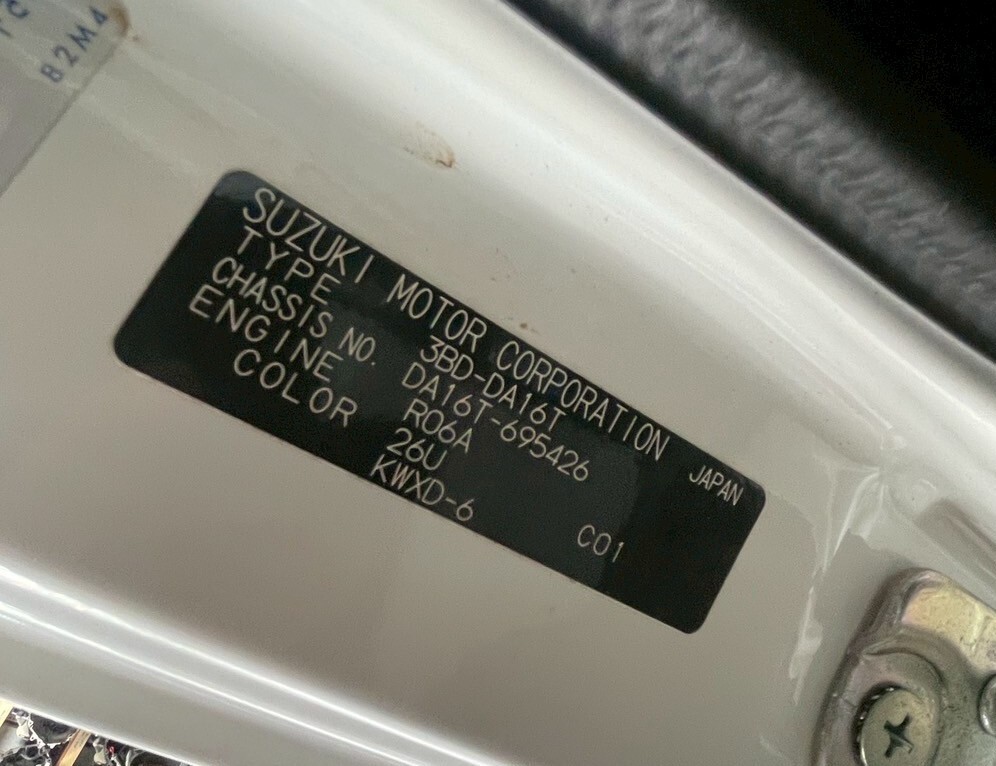 B2M4
SUZUKI MOTOR CORPORATION JAPAN
TYPE 3BD-DA16T
CHASSIS NO. DA16T-695426
ENGINE R06A
COLOR 26U
KWXD-6 C01